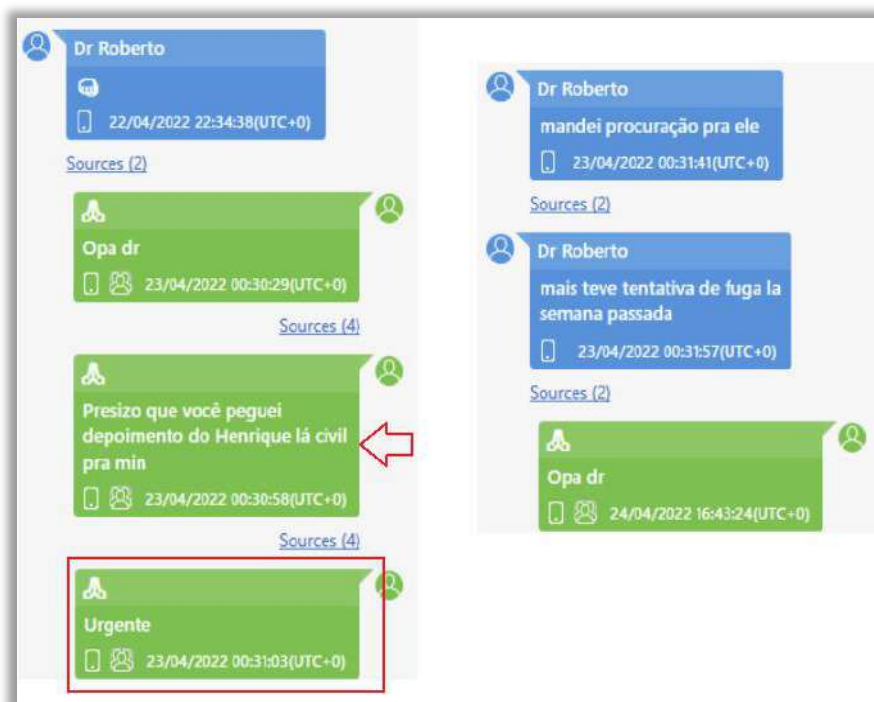 Dr Roberto
22/04/2022 22:34:38(UTC+0)
Sources (2)
Opa dr
23/04/2022 00:30:29(UTC+0)
Sources (4)
Presizo que você peguei
depoimento do Henrique lá civil
pra min
23/04/2022 00:30:58(UTC+0)
Sources (4)
Urgente
23/04/2022 00:31:03(UTC+0)
Dr Roberto
mandei procuração pra ele
23/04/2022 00:31:41(UTC+0)
Sources (2)
Dr Roberto
mais teve tentativa de fuga la
semana passada
23/04/2022 00:31:57(UTC+0)
Sources (2)
Opa dr
24/04/2022 16:43:24(UTC+0)